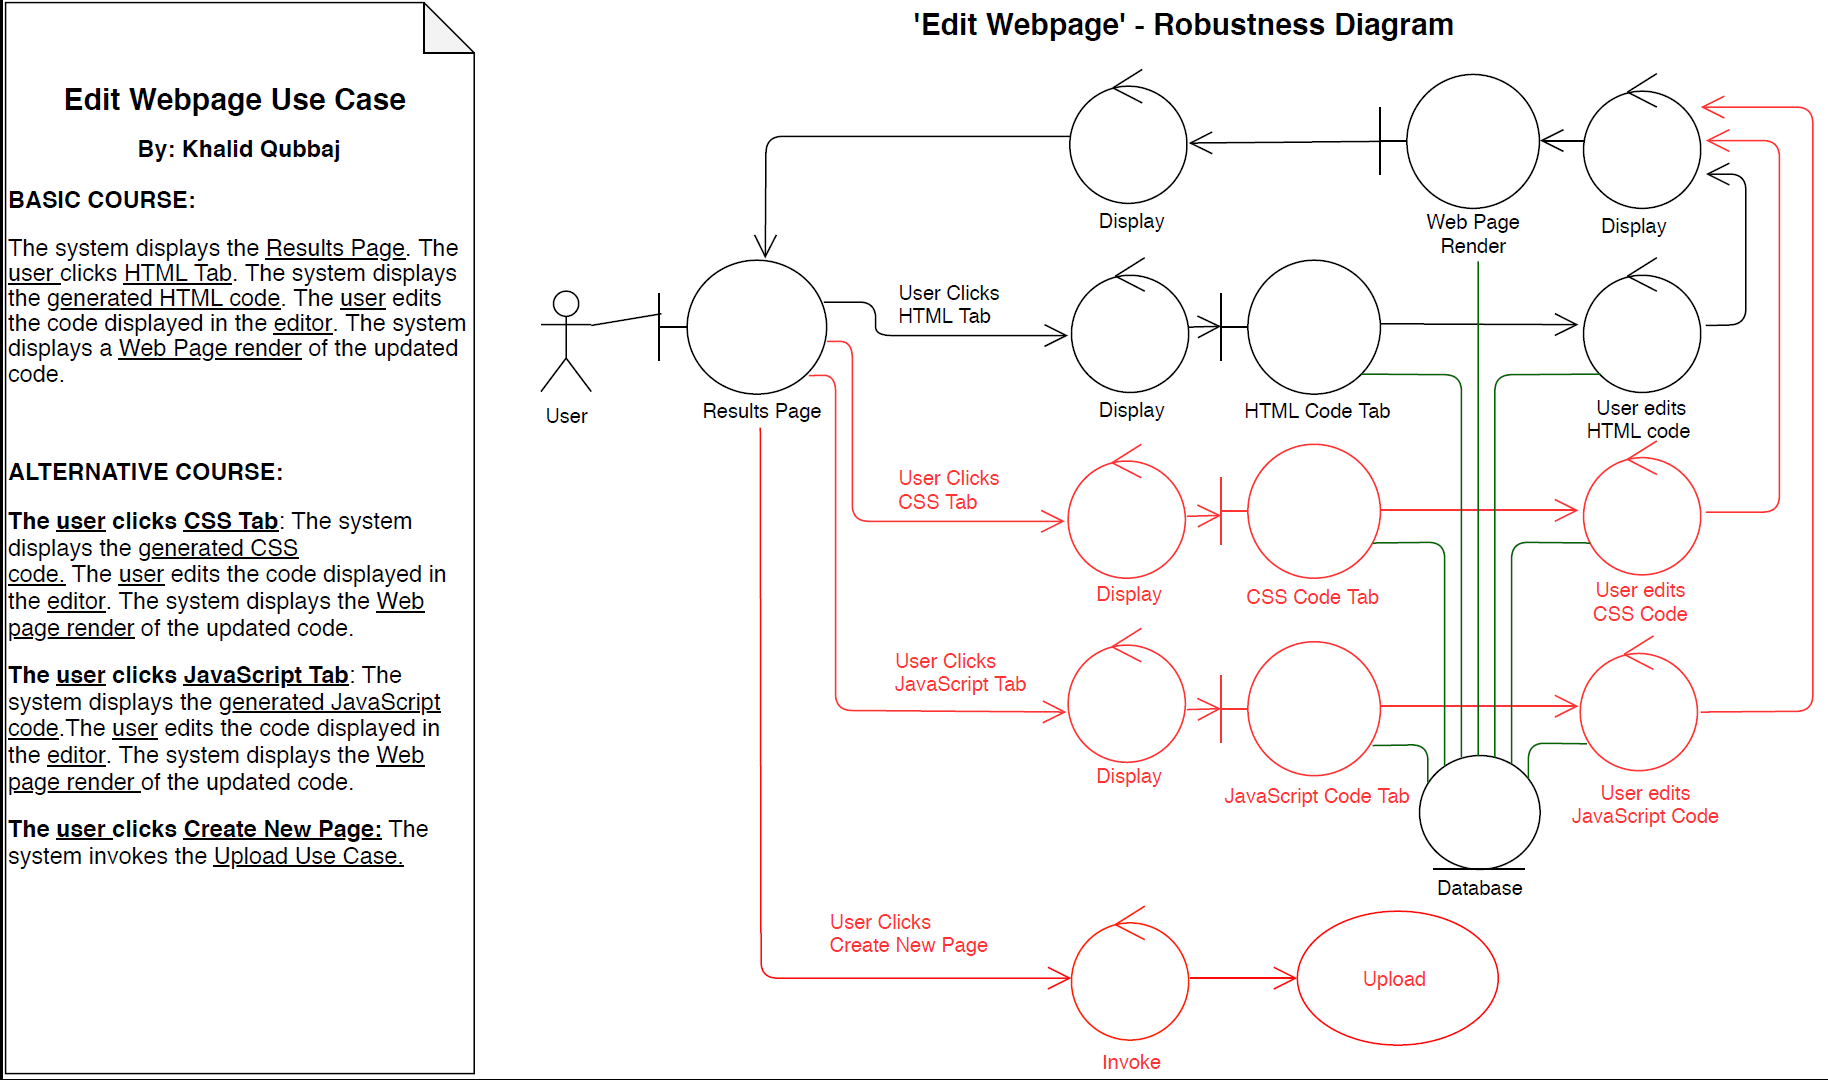 Edit Webpage Use Case
By: Khalid Qubbaj
BASIC COURSE:
The system displays the Results Page. The
user clicks HTML Tab. The system displays
the generated HTML code. The user edits
the code displayed in the editor. The system
displays a Web Page render of the updated
code.
ALTERNATIVE COURSE:
The user clicks CSS Tab: The system
displays the generated CSS
code. The user edits the code displayed in
the editor. The system displays the Web
page render of the updated code.
The user clicks JavaScript Tab: The
system displays the generated JavaScript
code.The user edits the code displayed in
the editor. The system displays the Web
page render of the updated code.
The user clicks Create New Page: The
system invokes the Upload Use Case.
'Edit Webpage' - Robustness Diagram
Display
Web Page
Render
Display
User Clicks
HTML Tab
User
Results Page
Display
HTML Code Tab
User edits
HTML code
User Clicks
CSS Tab
Display
CSS Code Tab
User edits
CSS Code
User Clicks
JavaScript Tab
Display
JavaScript Code Tab
User edits
JavaScript Code
Database
User Clicks
Create New Page
Upload
Invoke